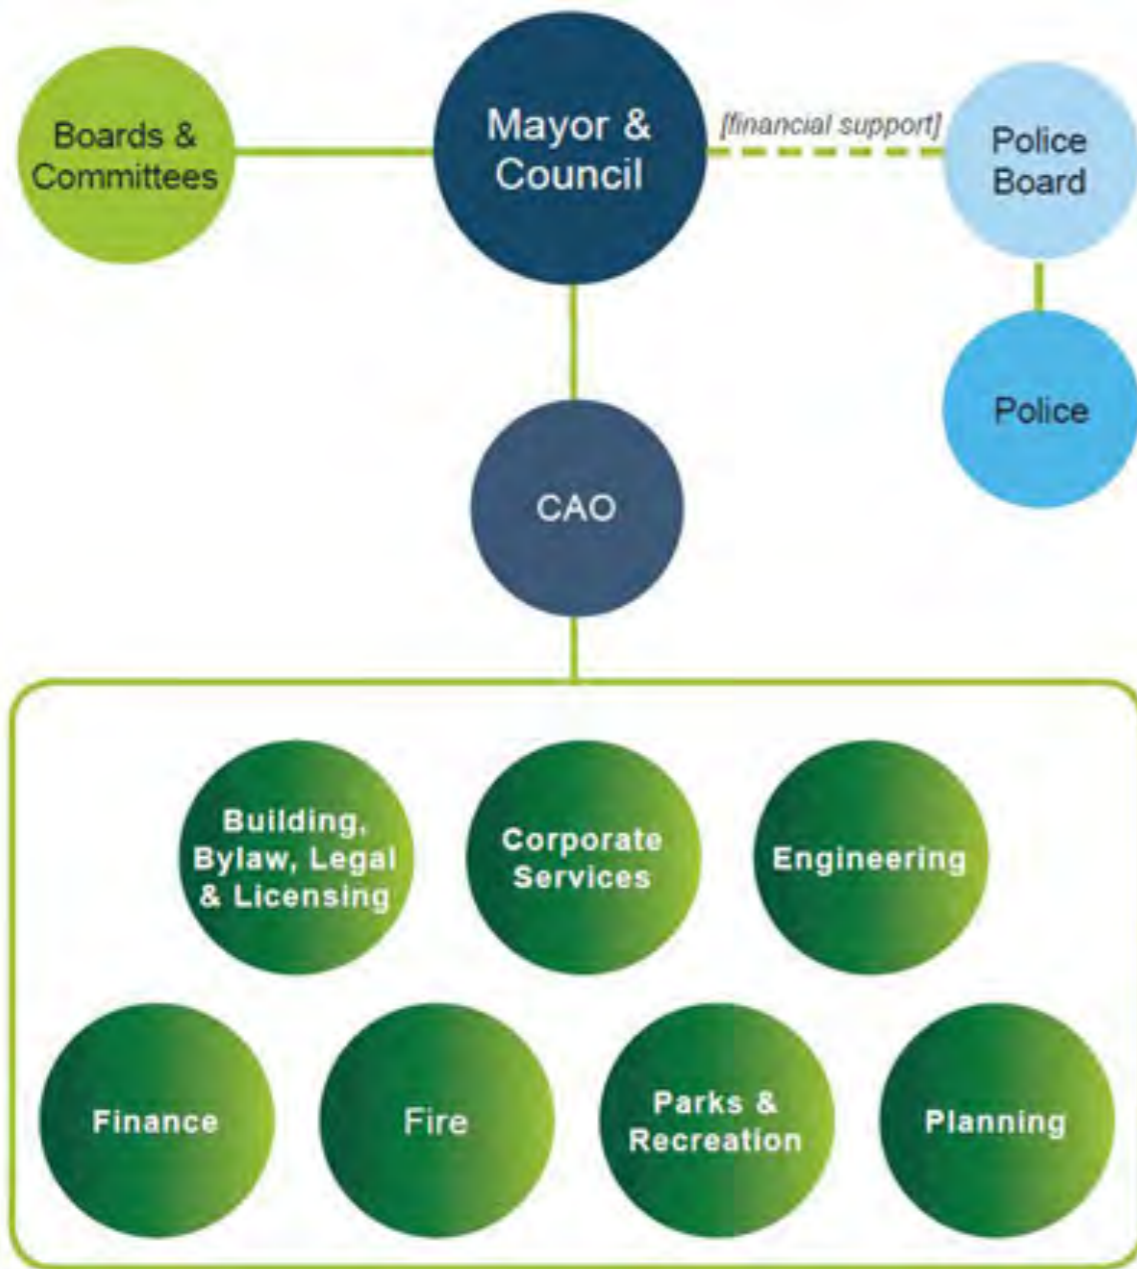 Boards &
Committees
Mayor &
Council
[financial support]
Police
Board
Police
CAO
Building,
Bylaw, Legal
& Licensing
Corporate
Services
Engineering
Finance
Fire
Parks &
Recreation
Planning